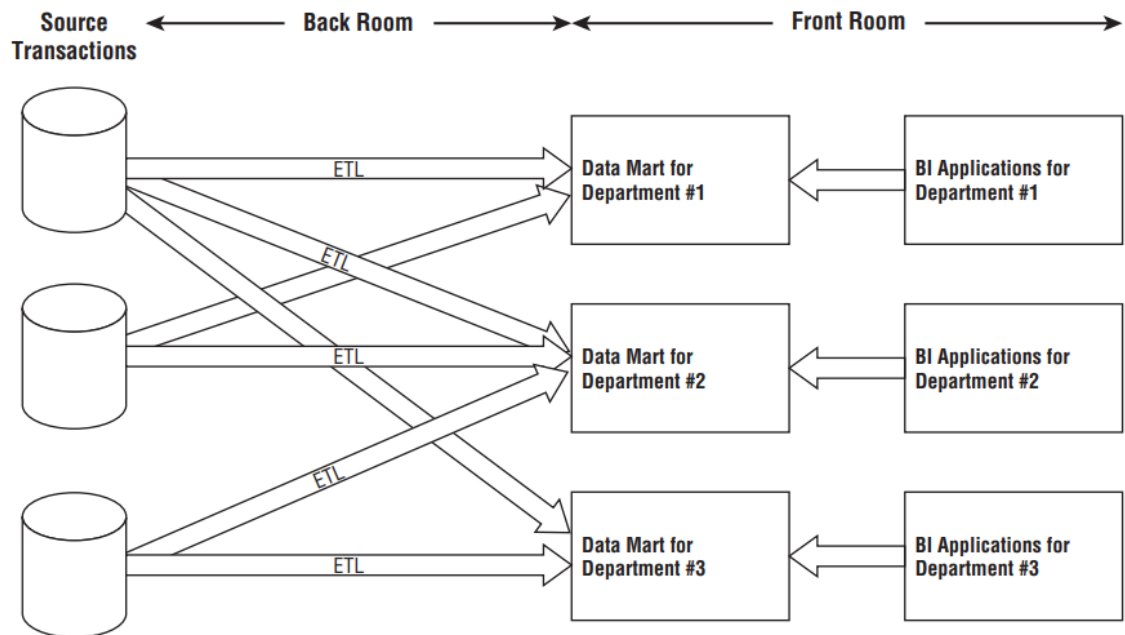 Source
Transactions
Back Room
Front Room
ETL
Data Mart for
Department #1
BI Applications for
Department #1
ETL
ETL
Data Mart for
Department #2
BI Applications for
Department #2
ETL
ETL
Data Mart for
Department #3
BI Applications for
Department #3